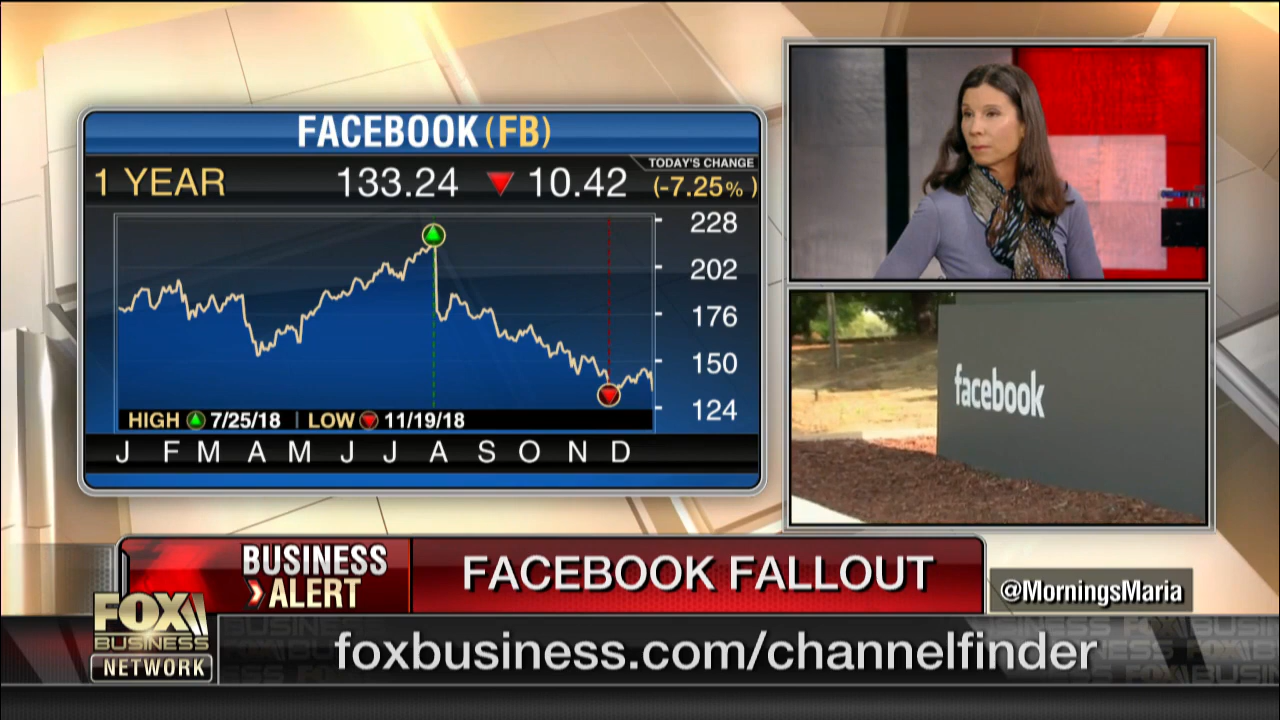 FACEBOOK (FB)
1 YEAR 133.24 10.42 TODAY'S CHANGE (-7.25%)
228
202
176
150
124
HIGH 7/25/18 | LOW 11/19/18
J F M A M J J A S O N D
facebook
BUSINESS ALERT
FACEBOOK FALLOUT
@MorningsMaria
FOX BUSINESS NETWORK
foxbusiness.com/channelfinder